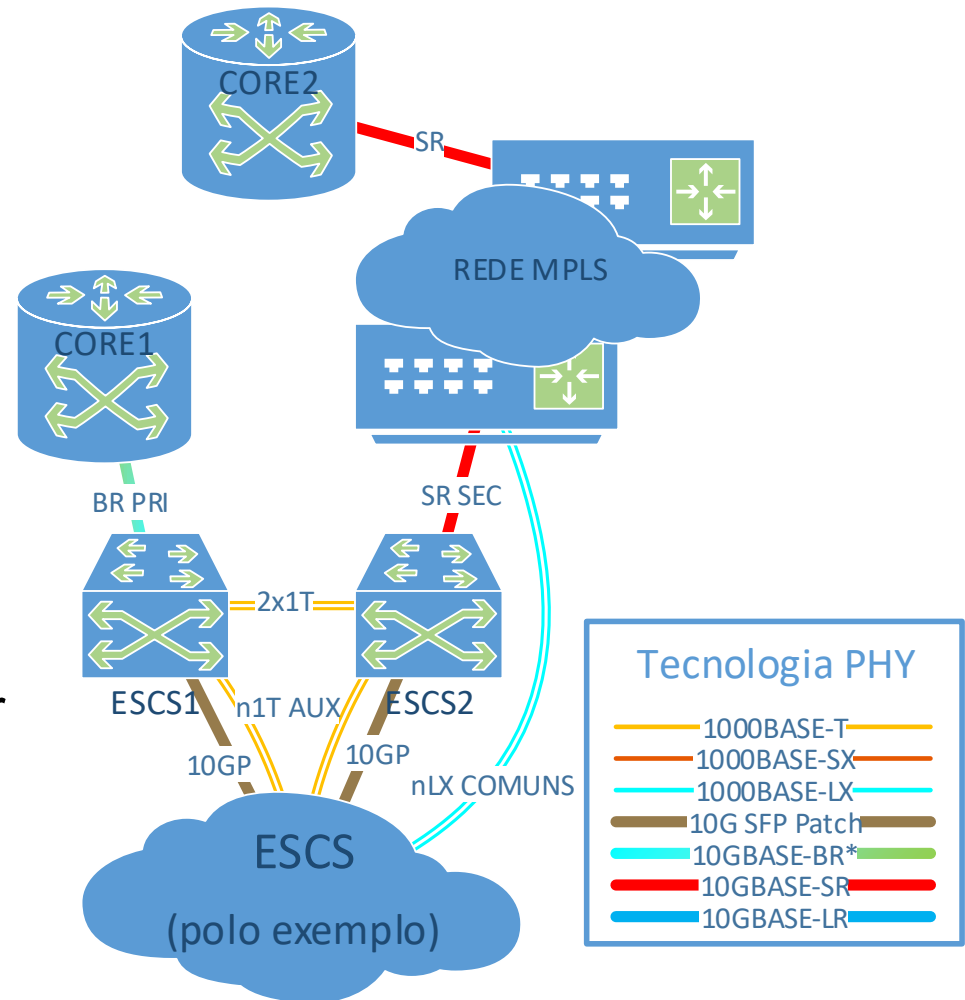 CORE2
SR
REDE MPLS
CORE1
BR PRI
SR SEC
2x1T
ESCS1
n1T AUX
ESCS2
10GP
10GP
nLX COMUNS
ESCS
(polo exemplo)
Tecnologia PHY
1000BASE-T
1000BASE-SX
1000BASE-LX
10G SFP Patch
10GBASE-BR*
10GBASE-SR
10GBASE-LR